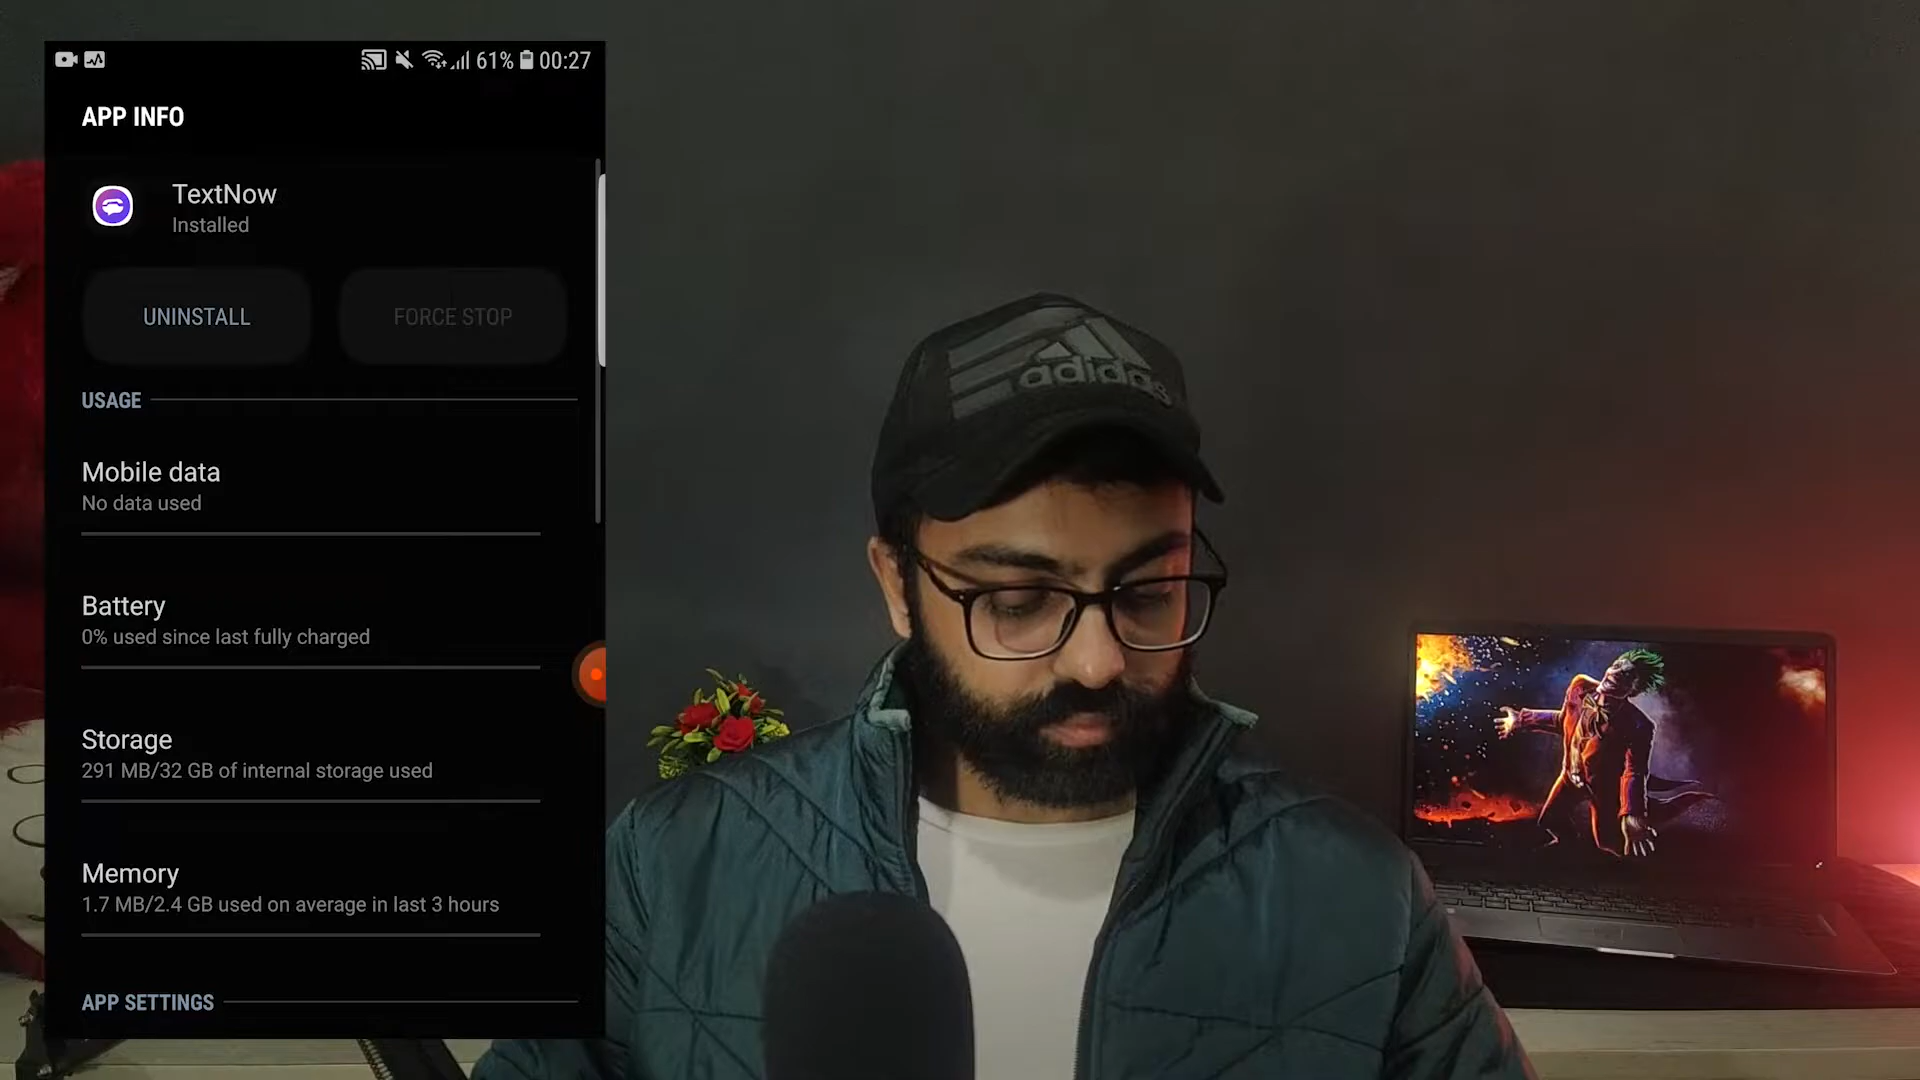 61% 00:27
APP INFO
TextNow
Installed
UNINSTALL
FORCE STOP
USAGE
Mobile data
No data used
Battery
0% used since last fully charged
Storage
291 MB/32 GB of internal storage used
Memory
1.7 MB/2.4 GB used on average in last 3 hours
APP SETTINGS
adidas